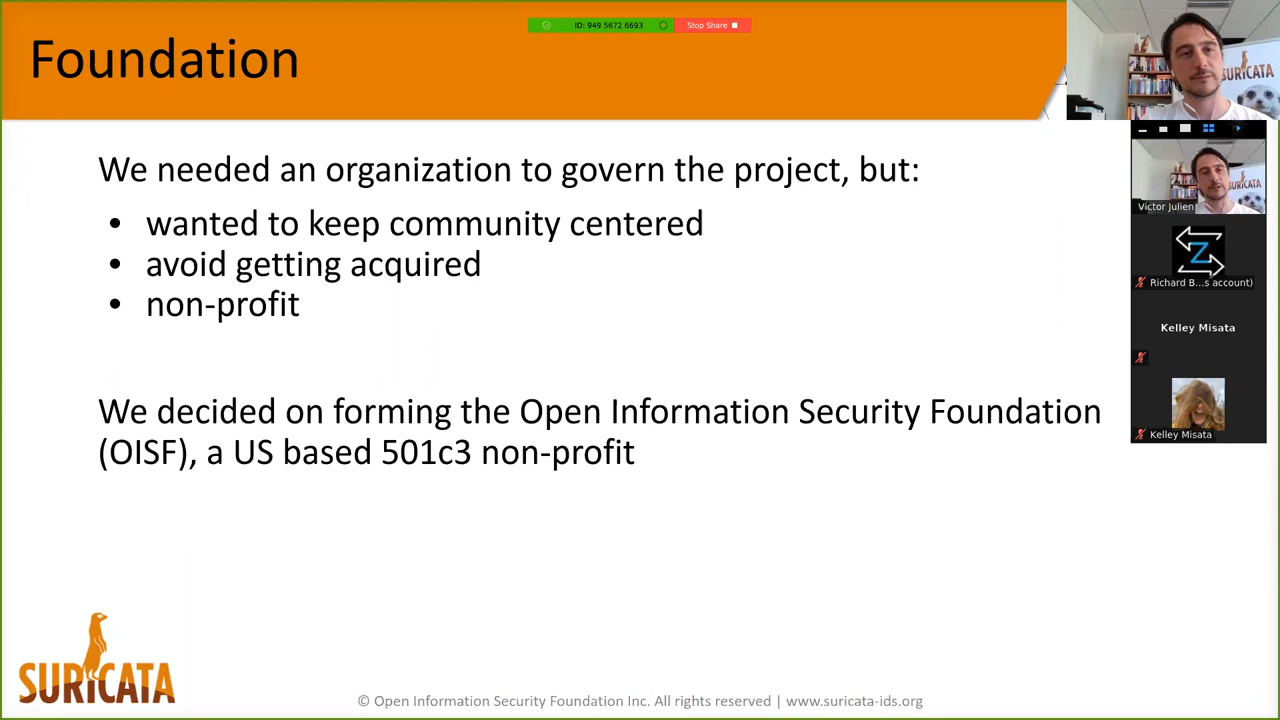 Foundation
ID: 949 5672 6693
Stop Share
SURICATA
We needed an organization to govern the project, but:
• wanted to keep community centered
• avoid getting acquired
• non-profit
We decided on forming the Open Information Security Foundation
(OISF), a US based 501c3 non-profit
SURICATA
Victor Julien
Z
Richard B...s account)
Kelley Misata
Kelley Misata
SURICATA
© Open Information Security Foundation Inc. All rights reserved | www.suricata-ids.org